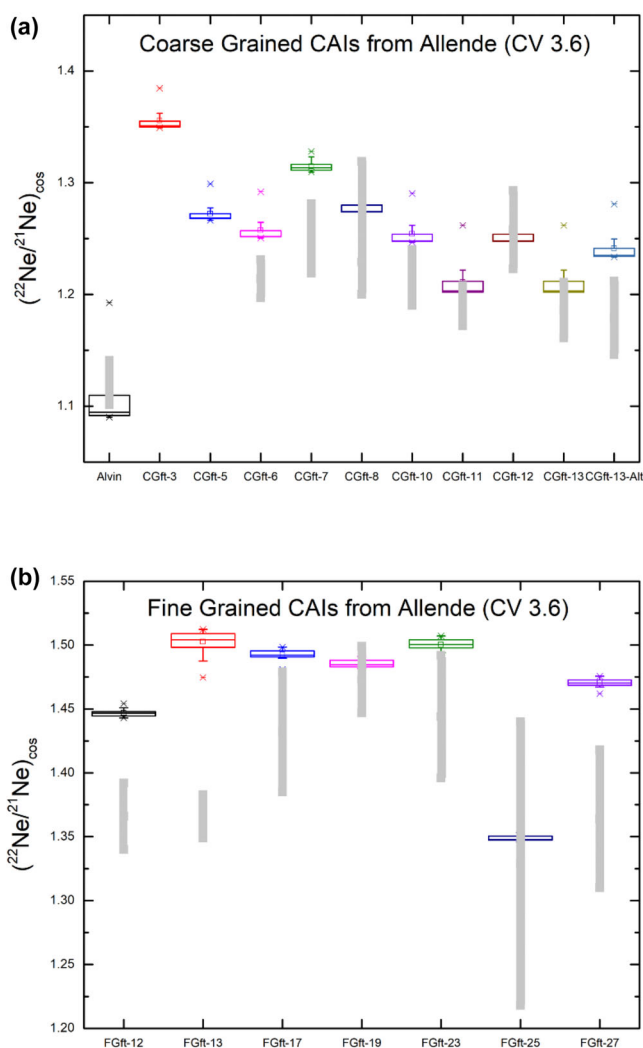 (a)
Coarse Grained CAIs from Allende (CV 3.6)
1.4
1.3
1.2
1.1
(²²Ne/²¹Ne)cos
Alvin CGft-3 CGft-5 CGft-6 CGft-7 CGft-8 CGft-10 CGft-11 CGft-12 CGft-13 CGft-13-Alt
(b)
Fine Grained CAIs from Allende (CV 3.6)
1.55
1.50
1.45
1.40
1.35
1.30
1.25
1.20
(²²Ne/²¹Ne)cos
FGft-12 FGft-13 FGft-17 FGft-19 FGft-23 FGft-25 FGft-27